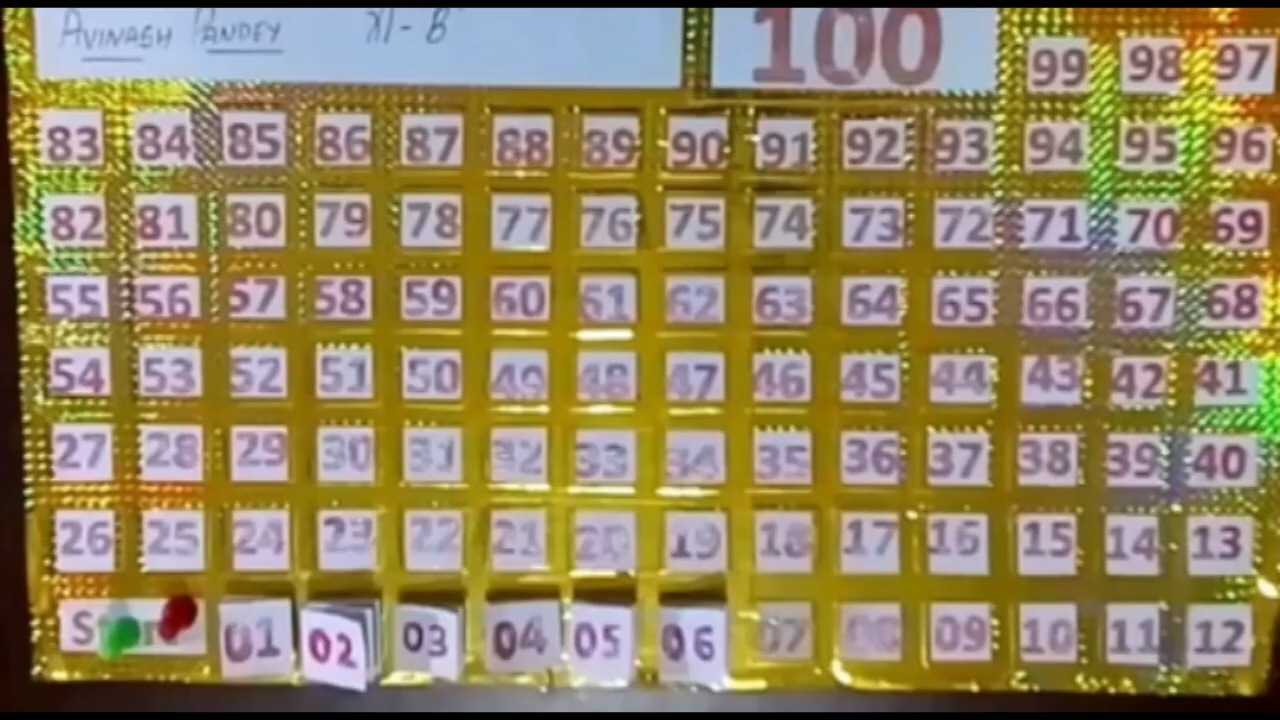 AVINASH PANDEY XI-B 100
99 98 97
83 84 85 86 87 88 89 90 91 92 93 94 95 96
82 81 80 79 78 77 76 75 74 73 72 71 70 69
55 56 57 58 59 60 61 62 63 64 65 66 67 68
54 53 52 51 50 49 48 47 46 45 44 43 42 41
27 28 29 30 31 32 33 34 35 36 37 38 39 40
26 25 24 23 22 21 20 19 18 17 16 15 14 13
01 02 03 04 05 06 07 08 09 10 11 12